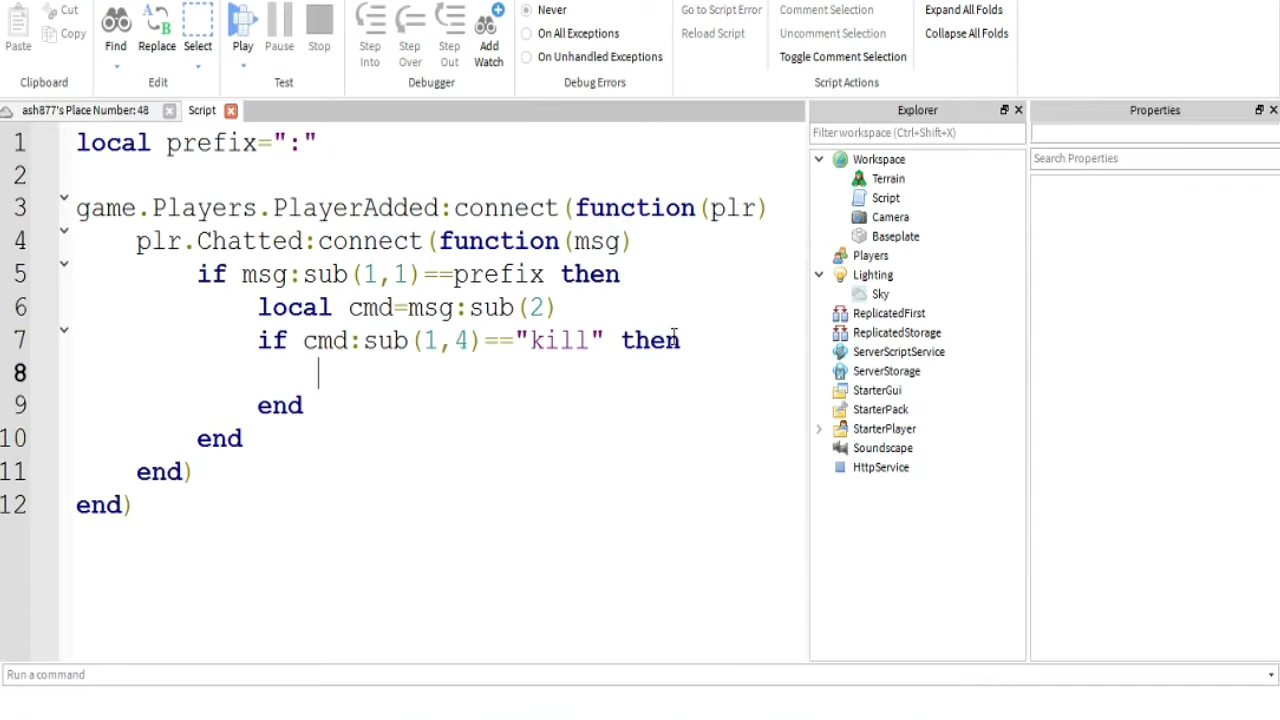 Cut
Copy
Paste
Clipboard
Find
Replace
Select
Edit
Play
Pause
Stop
Test
Step Into
Step Over
Step Out
Add Watch
Debugger
Never
On All Exceptions
On Unhandled Exceptions
Debug Errors
Go to Script Error
Reload Script
Comment Selection
Uncomment Selection
Toggle Comment Selection
Script Actions
Expand All Folds
Collapse All Folds
ash877's Place Number: 48
Script
1 local prefix=":"
2
3 game.Players.PlayerAdded:connect(function(plr)
4 plr.Chatted:connect(function(msg)
5 if msg:sub(1,1)==prefix then
6 local cmd=msg:sub(2)
7 if cmd:sub(1,4)=="kill" then
8
9 end
10 end
11 end)
12 end)
Explorer
Filter workspace (Ctrl+Shift+X)
Workspace
Terrain
Script
Camera
Baseplate
Players
Lighting
Sky
ReplicatedFirst
ReplicatedStorage
ServerScriptService
ServerStorage
StarterGui
StarterPack
StarterPlayer
Soundscape
HttpService
Properties
Search Properties
Run a command